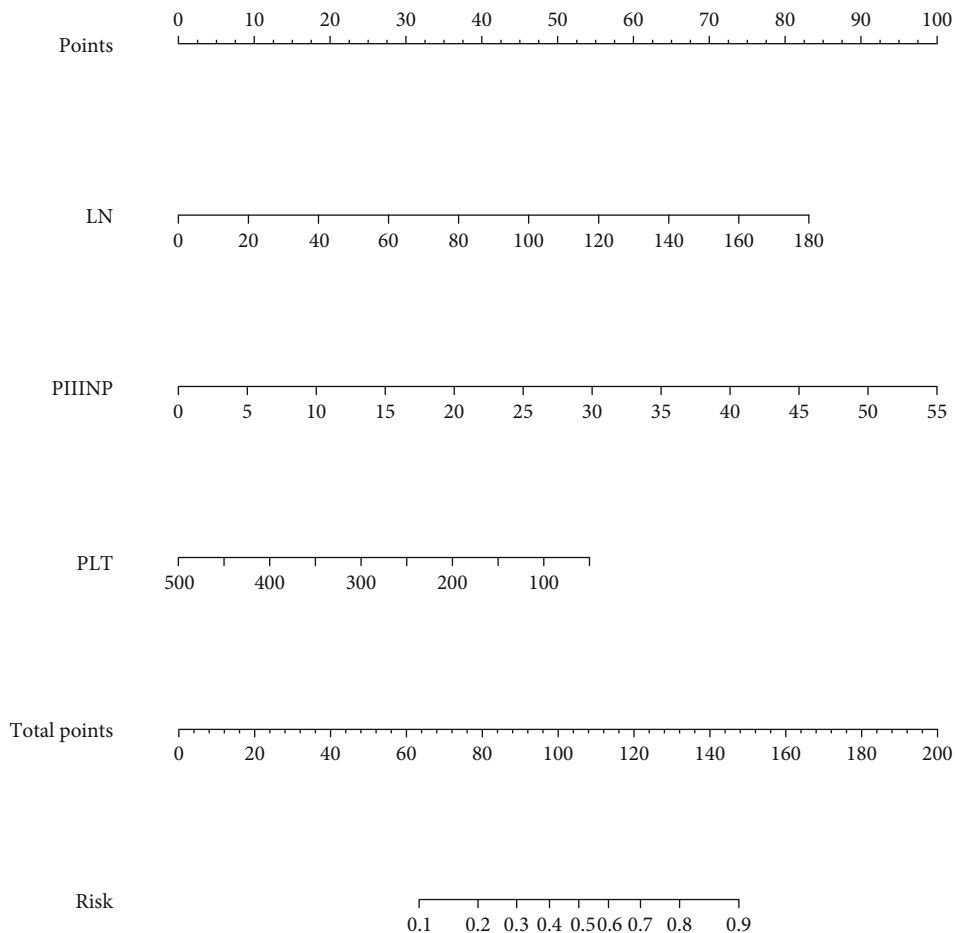 0 10 20 30 40 50 60 70 80 90 100
Points
LN
0 20 40 60 80 100 120 140 160 180
PIIINP
0 5 10 15 20 25 30 35 40 45 50 55
PLT
500 400 300 200 100
Total points
0 20 40 60 80 100 120 140 160 180 200
Risk
0.1 0.2 0.3 0.4 0.5 0.6 0.7 0.8 0.9